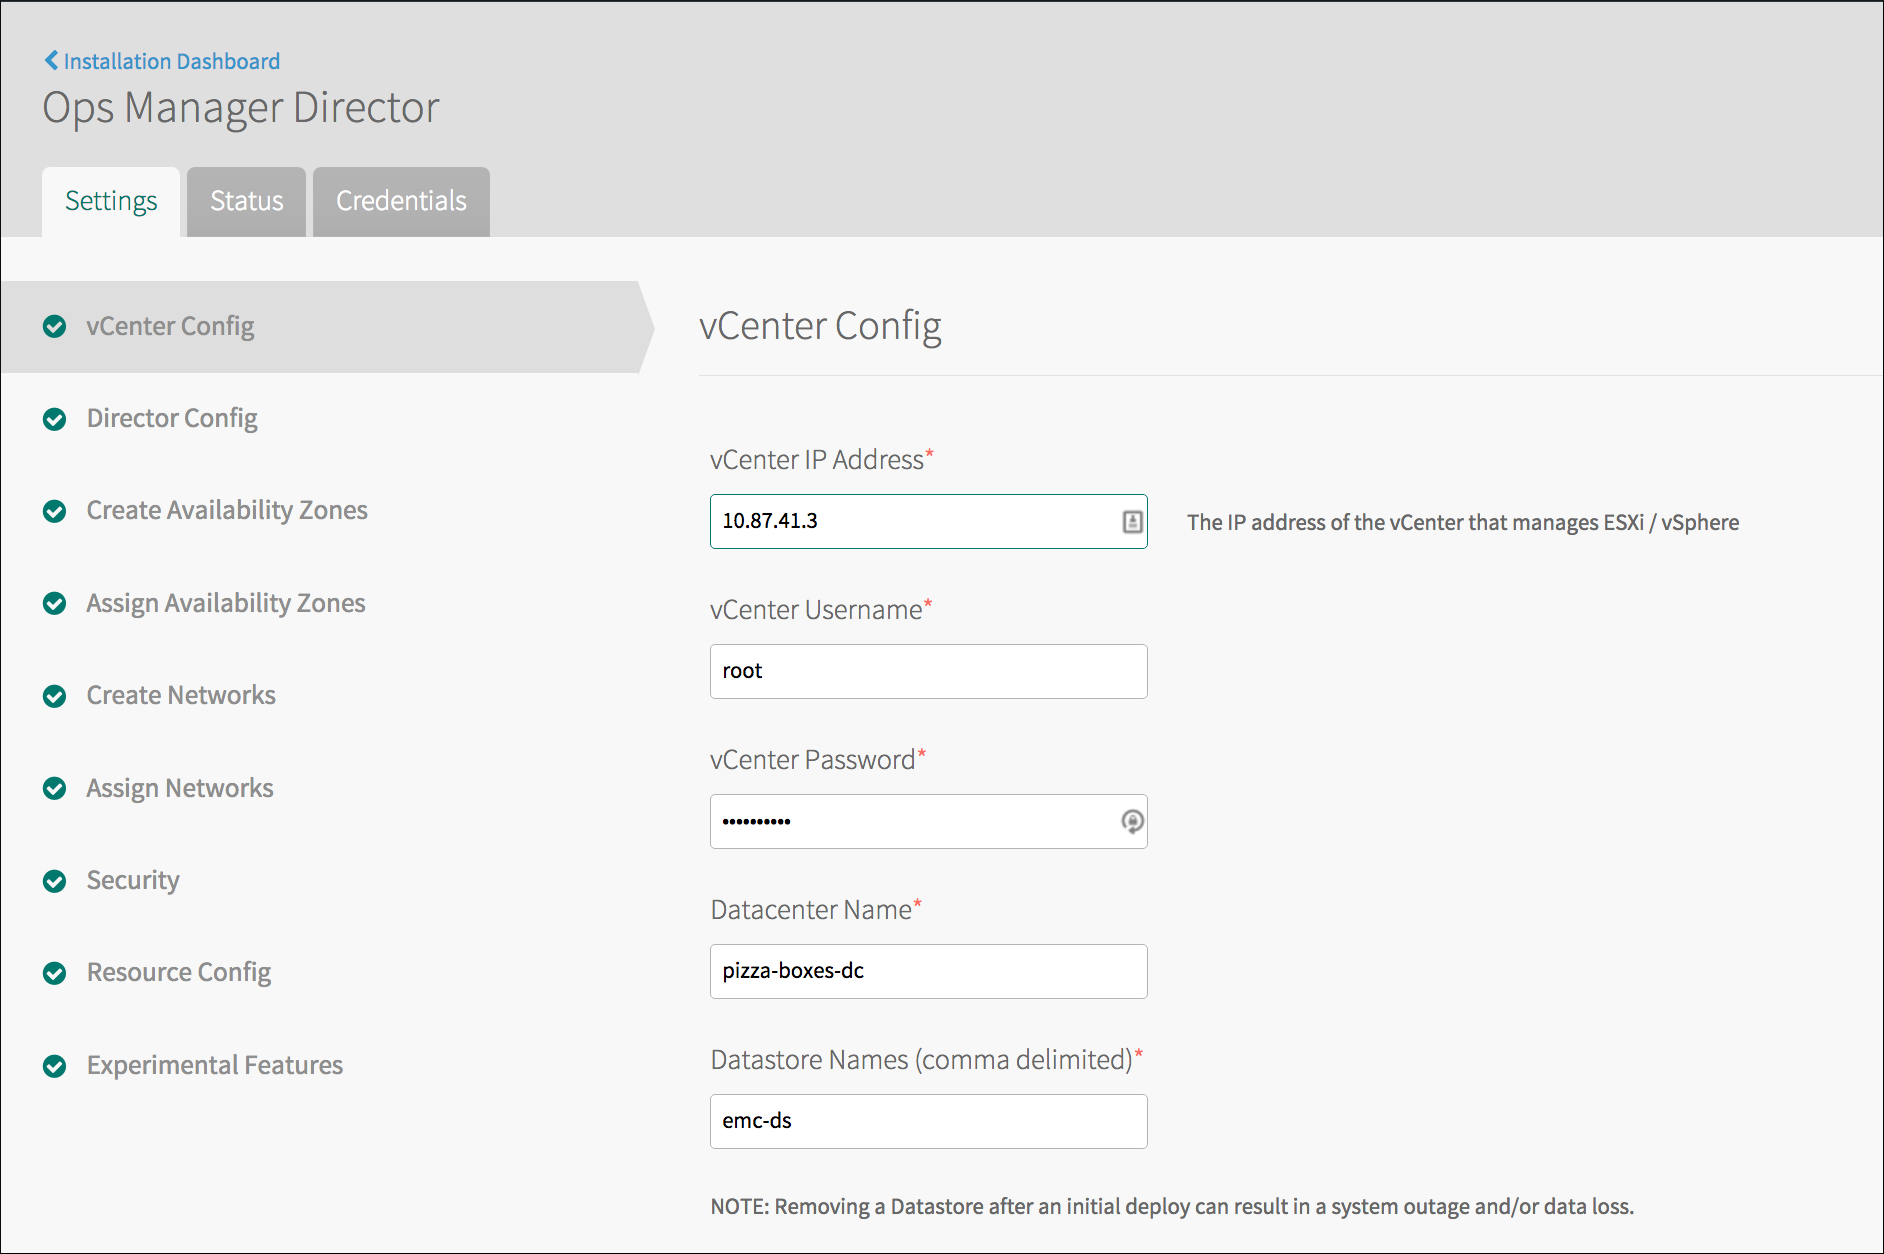 Installation Dashboard
Ops Manager Director
Settings
Status
Credentials
vCenter Config
Director Config
Create Availability Zones
Assign Availability Zones
Create Networks
Assign Networks
Security
Resource Config
Experimental Features
vCenter Config
vCenter IP Address*
10.87.41.3
The IP address of the vCenter that manages ESXi / vSphere
vCenter Username*
root
vCenter Password*
••••••••••
Datacenter Name*
pizza-boxes-dc
Datastore Names (comma delimited)*
emc-ds
NOTE: Removing a Datastore after an initial deploy can result in a system outage and/or data loss.